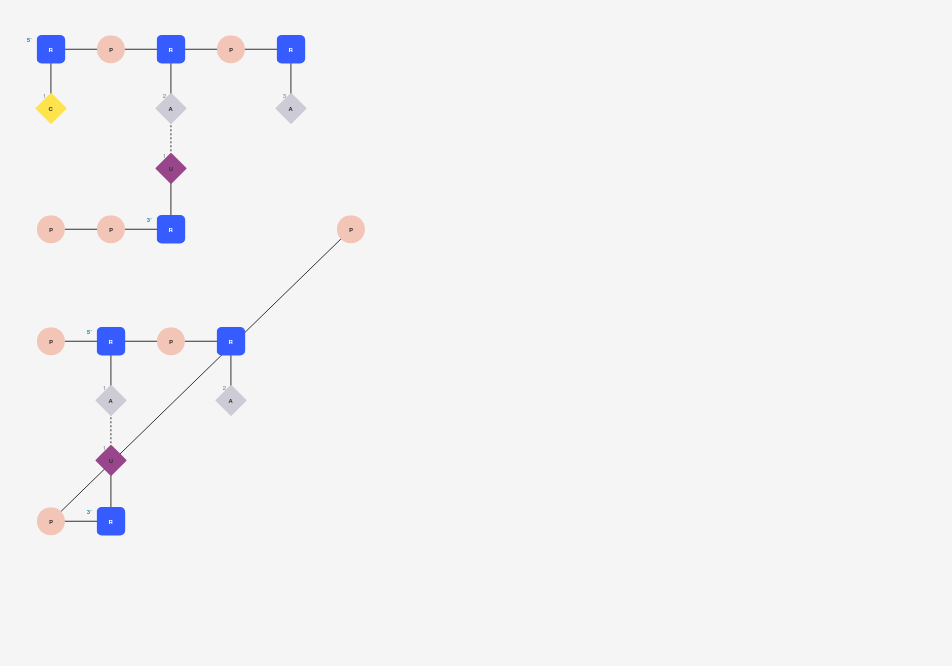 5' R P R P R
1 C 2 A 3 A
1 U
P P 3' R P
P 5' R P R
1 A 2 A
1 U
P 3' R